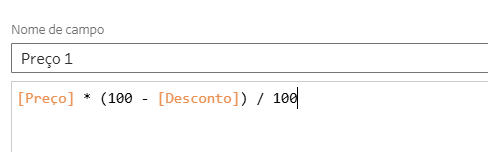 Nome de campo
Preço 1
[Preço] * (100 - [Desconto]) / 100